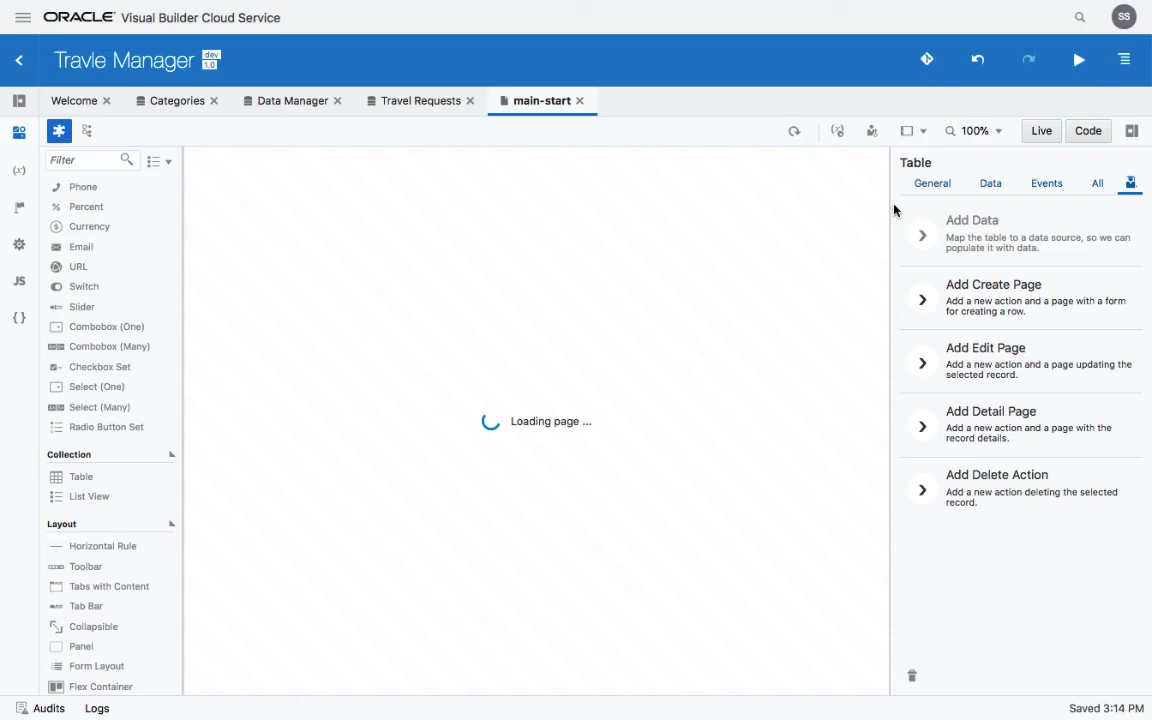 ORACLE Visual Builder Cloud Service
SS
Travle Manager dev 1.0
Welcome
Categories
Data Manager
Travel Requests
main-start
100%
Live
Code
Filter
Phone
Percent
Currency
Email
URL
Switch
Slider
Combobox (One)
Combobox (Many)
Checkbox Set
Select (One)
Select (Many)
Radio Button Set
Collection
Table
List View
Layout
Horizontal Rule
Toolbar
Tabs with Content
Tab Bar
Collapsible
Panel
Form Layout
Flex Container
(x)
JS
{ }
Loading page ...
Table
General Data Events All
Add Data
Map the table to a data source, so we can
populate it with data.
Add Create Page
Add a new action and a page with a form
for creating a row.
Add Edit Page
Add a new action and a page updating the
selected record.
Add Detail Page
Add a new action and a page with the
record details.
Add Delete Action
Add a new action deleting the selected
record.
Audits
Logs
Saved 3:14 PM